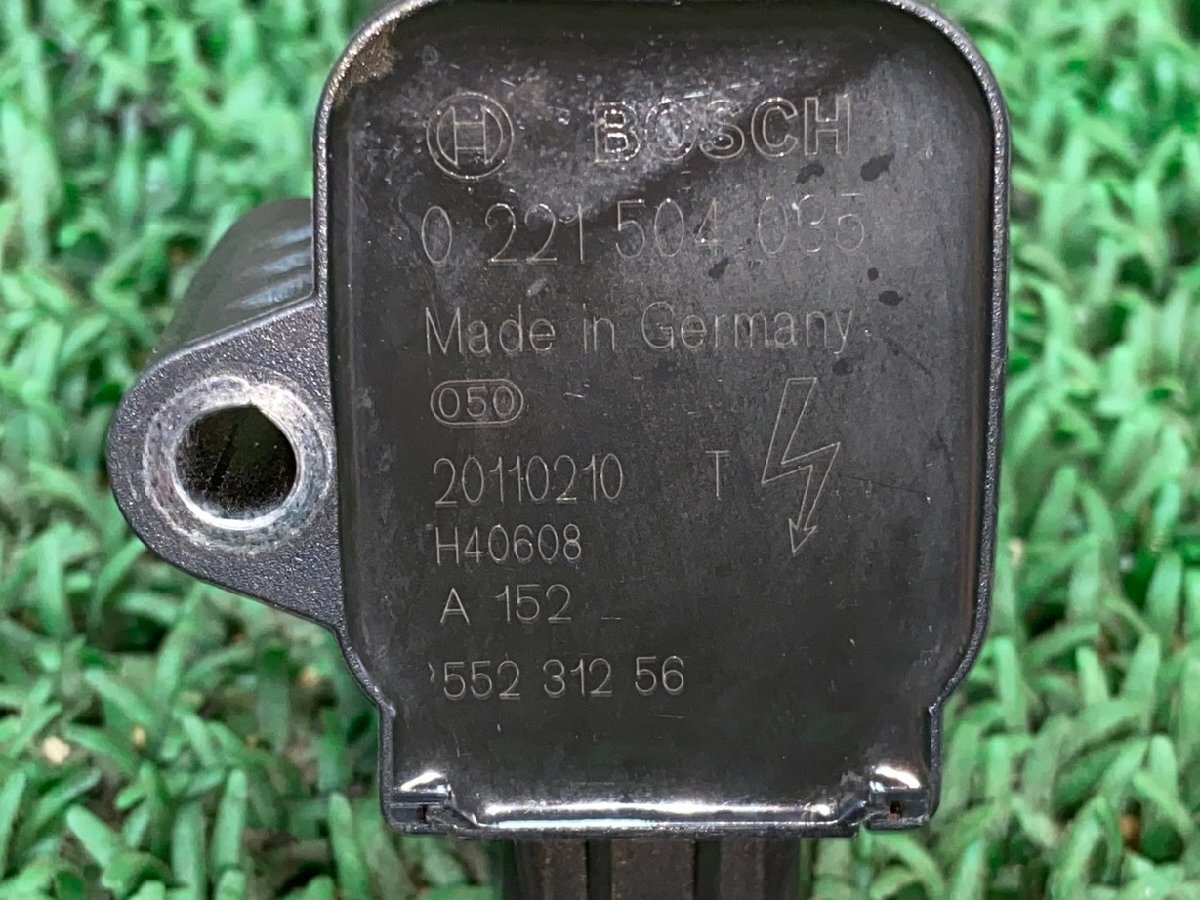 BOSCH
0 221 504 035
Made in Germany
050
20110210 T
H40608
A 152
552 312 56